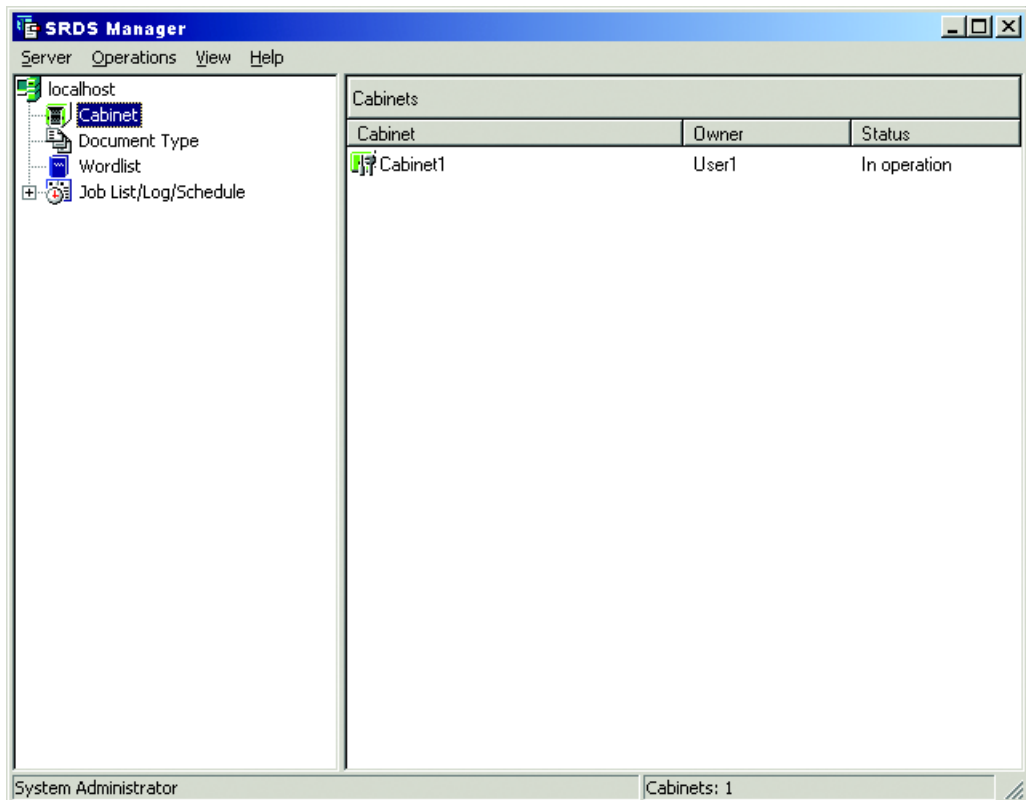 SRDS Manager
Server Operations View Help
localhost
Cabinet
Document Type
Wordlist
Job List/Log/Schedule
Cabinets
Cabinet Owner Status
Cabinet1 User1 In operation
System Administrator Cabinets: 1